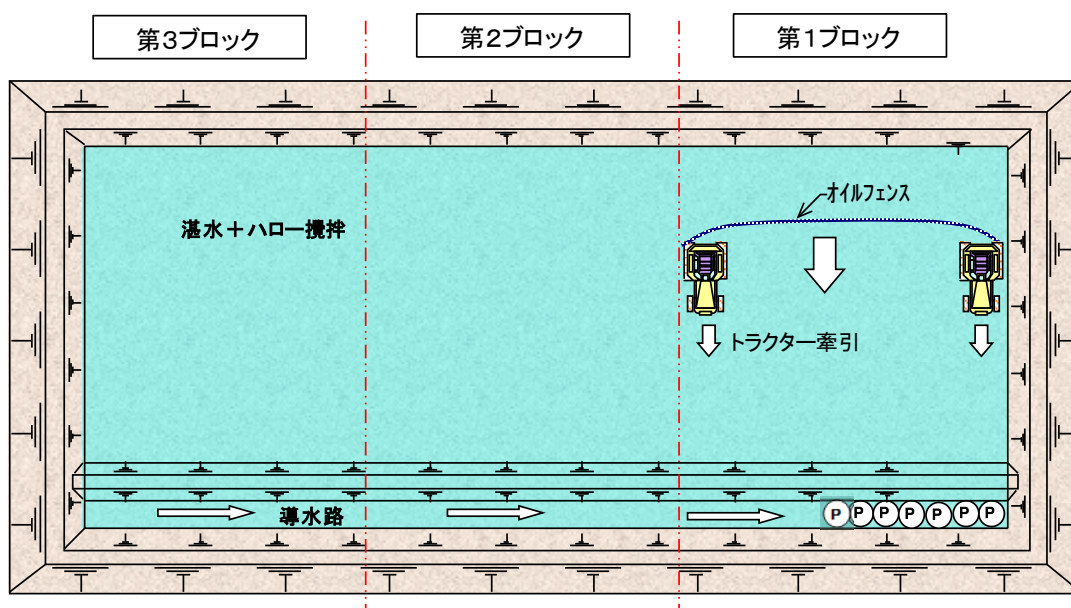 第3ブロック
第2ブロック
第1ブロック
オイルフェンス
湛水+ハロー攪拌
トラクター牽引
導水路
P P P P P P P